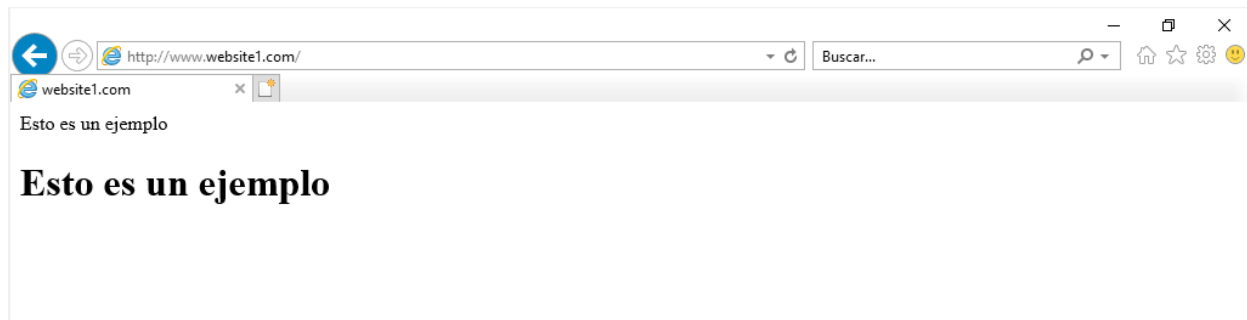 http://www.website1.com/
Buscar...
website1.com
Esto es un ejemplo
Esto es un ejemplo